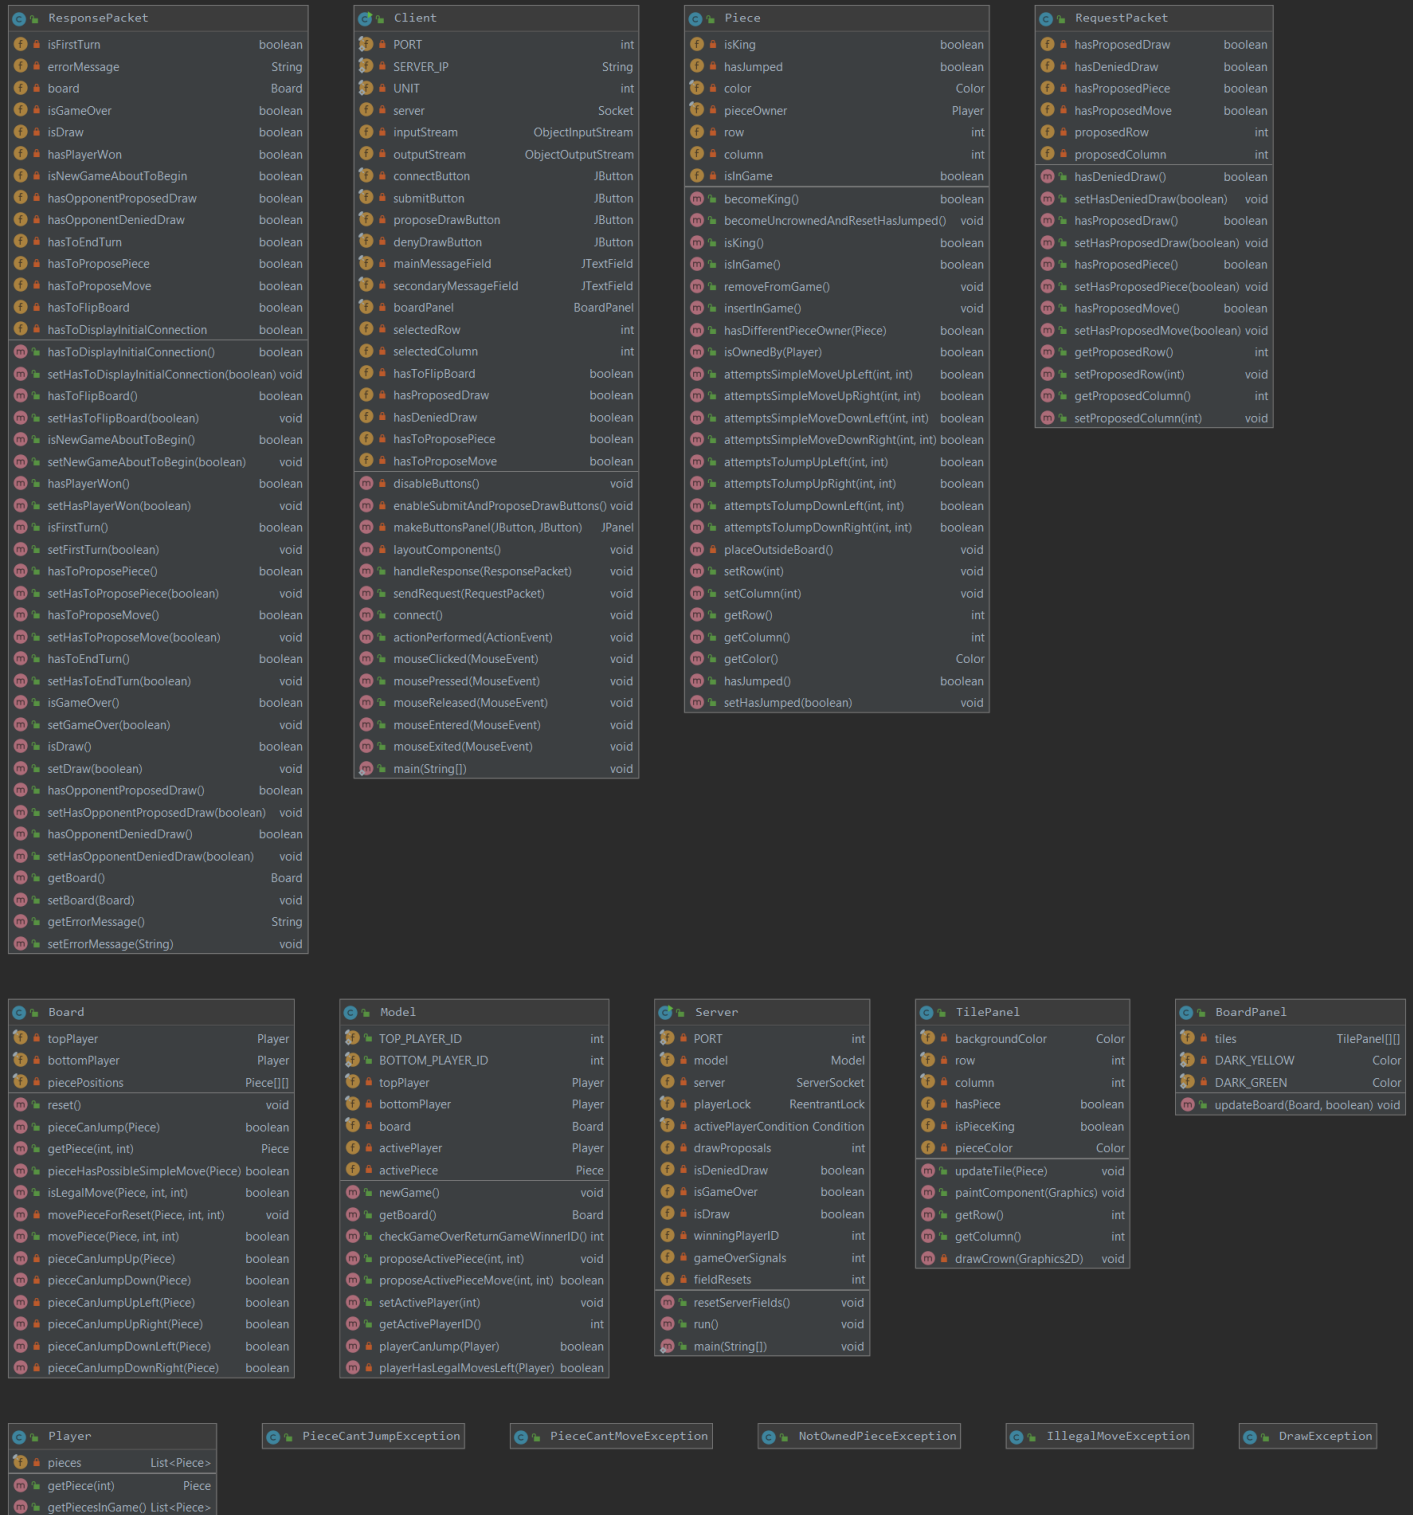 ResponsePacket
isFirstTurn boolean
errorMessage String
board Board
isGameOver boolean
isDraw boolean
hasPlayerWon boolean
isNewGameAboutToBegin boolean
hasOpponentProposedDraw boolean
hasOpponentDeniedDraw boolean
hasToEndTurn boolean
hasToProposePiece boolean
hasToProposeMove boolean
hasToFlipBoard boolean
hasToDisplayInitialConnection boolean
hasToDisplayInitialConnection() boolean
setHasToDisplayInitialConnection(boolean) void
hasToFlipBoard() boolean
setHasToFlipBoard(boolean) void
isNewGameAboutToBegin() boolean
setNewGameAboutToBegin(boolean) void
hasPlayerWon() boolean
setHasPlayerWon(boolean) void
isFirstTurn() boolean
setFirstTurn(boolean) void
hasToProposePiece() boolean
setHasToProposePiece(boolean) void
hasToProposeMove() boolean
setHasToProposeMove(boolean) void
hasToEndTurn() boolean
setHasToEndTurn(boolean) void
isGameOver() boolean
setGameOver(boolean) void
isDraw() boolean
setDraw(boolean) void
hasOpponentProposedDraw() boolean
setHasOpponentProposedDraw(boolean) void
hasOpponentDeniedDraw() boolean
setHasOpponentDeniedDraw(boolean) void
getBoard() Board
setBoard(Board) void
getErrorMessage() String
setErrorMessage(String) void
Client
PORT int
SERVER_IP String
UNIT int
server Socket
inputStream ObjectInputStream
outputStream ObjectOutputStream
connectButton JButton
submitButton JButton
proposeDrawButton JButton
denyDrawButton JButton
mainMessageField JTextField
secondaryMessageField JTextField
boardPanel BoardPanel
selectedRow int
selectedColumn int
hasToFlipBoard boolean
hasProposedDraw boolean
hasDeniedDraw boolean
hasToProposePiece boolean
hasToProposeMove boolean
disableButtons() void
enableSubmitAndProposeDrawButtons() void
makeButtonsPanel(JButton, JButton) JPanel
layoutComponents() void
handleResponse(ResponsePacket) void
sendRequest(RequestPacket) void
connect() void
actionPerformed(ActionEvent) void
mouseClicked(MouseEvent) void
mousePressed(MouseEvent) void
mouseReleased(MouseEvent) void
mouseEntered(MouseEvent) void
mouseExited(MouseEvent) void
main(String[]) void
Piece
isKing boolean
hasJumped boolean
color Color
pieceOwner Player
row int
column int
isInGame boolean
becomeKing() boolean
becomeUncrownedAndResetHasJumped() void
isKing() boolean
isInGame() boolean
removeFromGame() void
insertInGame() void
hasDifferentPieceOwner(Piece) boolean
isOwnedBy(Player) boolean
attemptsSimpleMoveUpLeft(int, int) boolean
attemptsSimpleMoveUpRight(int, int) boolean
attemptsSimpleMoveDownLeft(int, int) boolean
attemptsSimpleMoveDownRight(int, int) boolean
attemptsToJumpUpLeft(int, int) boolean
attemptsToJumpUpRight(int, int) boolean
attemptsToJumpDownLeft(int, int) boolean
attemptsToJumpDownRight(int, int) boolean
placeOutsideBoard() void
setRow(int) void
setColumn(int) void
getRow() int
getColumn() int
getColor() Color
hasJumped() boolean
setHasJumped(boolean) void
RequestPacket
hasProposedDraw boolean
hasDeniedDraw boolean
hasProposedPiece boolean
hasProposedMove boolean
proposedRow int
proposedColumn int
hasDeniedDraw() boolean
setHasDeniedDraw(boolean) void
hasProposedDraw() boolean
setHasProposedDraw(boolean) void
hasProposedPiece() boolean
setHasProposedPiece(boolean) void
hasProposedMove() boolean
setHasProposedMove(boolean) void
getProposedRow() int
setProposedRow(int) void
getProposedColumn() int
setProposedColumn(int) void
Board
topPlayer Player
bottomPlayer Player
piecePositions Piece[][]
reset() void
pieceCanJump(Piece) boolean
getPiece(int, int) Piece
pieceHasPossibleSimpleMove(Piece) boolean
isLegalMove(Piece, int, int) boolean
movePieceForReset(Piece, int, int) void
movePiece(Piece, int, int) boolean
pieceCanJumpUp(Piece) boolean
pieceCanJumpDown(Piece) boolean
pieceCanJumpUpLeft(Piece) boolean
pieceCanJumpUpRight(Piece) boolean
pieceCanJumpDownLeft(Piece) boolean
pieceCanJumpDownRight(Piece) boolean
Model
TOP_PLAYER_ID int
BOTTOM_PLAYER_ID int
topPlayer Player
bottomPlayer Player
board Board
activePlayer Player
activePiece Piece
newGame() void
getBoard() Board
checkGameOverReturnGameWinnerID() int
proposeActivePiece(int, int) void
proposeActivePieceMove(int, int) boolean
setActivePlayer(int) void
getActivePlayerID() int
playerCanJump(Player) boolean
playerHasLegalMovesLeft(Player) boolean
Server
PORT int
model Model
server ServerSocket
playerLock ReentrantLock
activePlayerCondition Condition
drawProposals int
isDeniedDraw boolean
isGameOver boolean
isDraw boolean
winningPlayerID int
gameOverSignals int
fieldResets int
resetServerFields() void
run() void
main(String[]) void
TilePanel
backgroundColor Color
row int
column int
hasPiece boolean
isPieceKing boolean
pieceColor Color
updateTile(Piece) void
paintComponent(Graphics) void
getRow() int
getColumn() int
drawCrown(Graphics2D) void
BoardPanel
tiles TilePanel[][]
DARK_YELLOW Color
DARK_GREEN Color
updateBoard(Board, boolean) void
Player
pieces List<Piece>
getPiece(int) Piece
getPiecesInGame() List<Piece>
PieceCantJumpException
PieceCantMoveException
NotOwnedPieceException
IllegalMoveException
DrawException